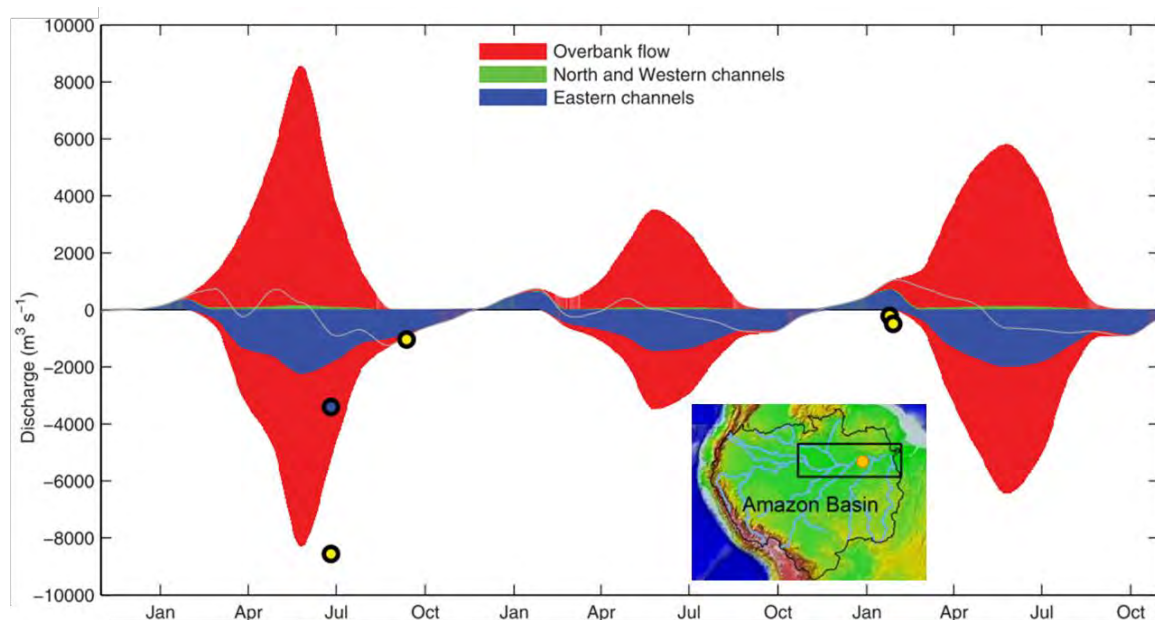 Overbank flow
North and Western channels
Eastern channels
Discharge (m³ s⁻¹)
10000
8000
6000
4000
2000
0
−2000
−4000
−6000
−8000
−10000
Amazon Basin
Jan Apr Jul Oct Jan Apr Jul Oct Jan Apr Jul Oct